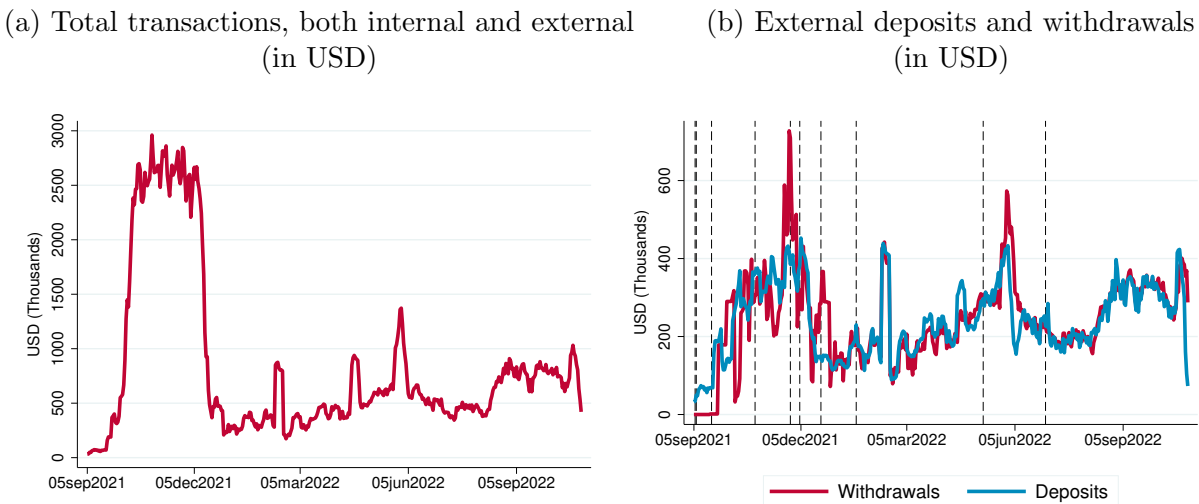 (a) Total transactions, both internal and external
(in USD)
USD (Thousands)
3000
2500
2000
1500
1000
500
0
05sep2021 05dec2021 05mar2022 05jun2022 05sep2022
(b) External deposits and withdrawals
(in USD)
USD (Thousands)
600
400
200
0
05sep2021 05dec2021 05mar2022 05jun2022 05sep2022
Withdrawals Deposits